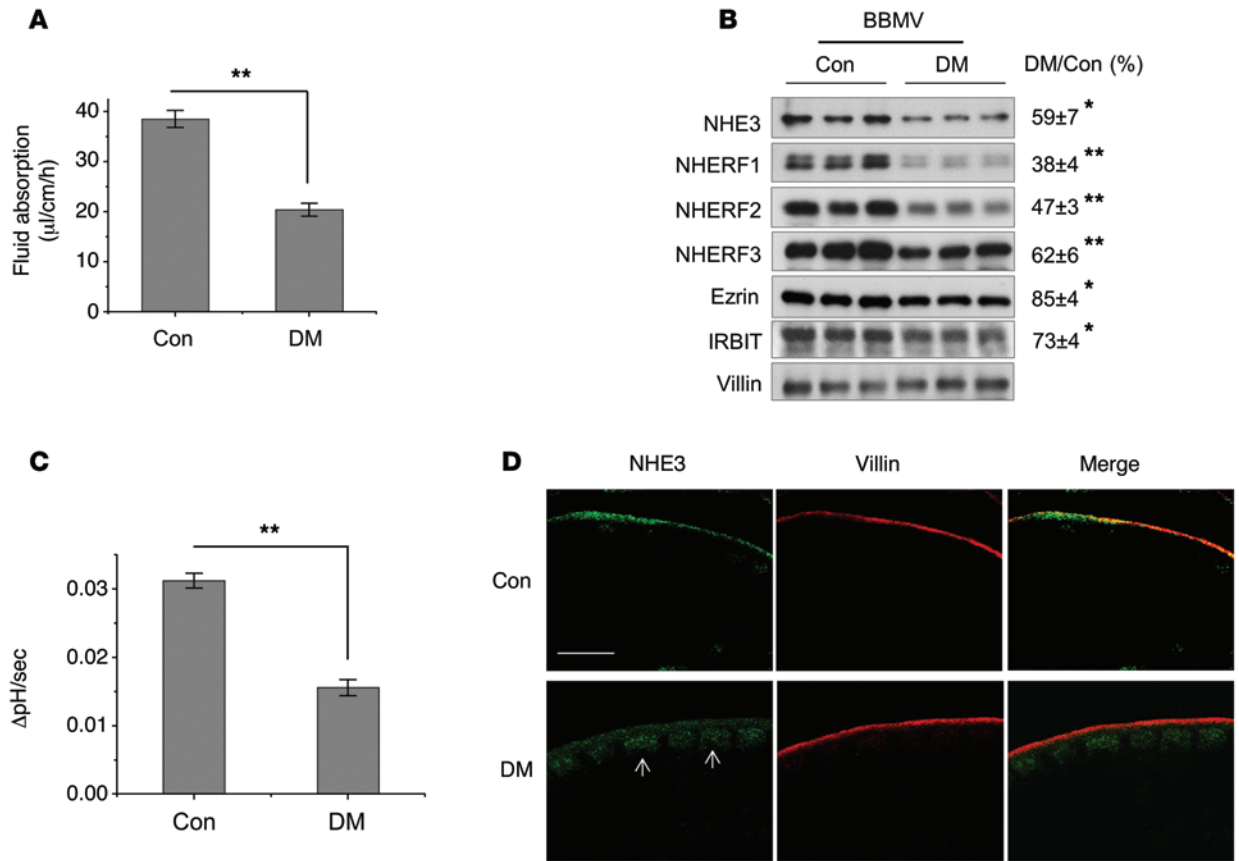 A
**
Fluid absorption
(μl/cm/h)
40
30
20
10
0
Con
DM
B
BBMV
Con DM DM/Con (%)
NHE3 59±7 *
NHERF1 38±4 **
NHERF2 47±3 **
NHERF3 62±6 **
Ezrin 85±4 *
IRBIT 73±4 *
Villin
C
**
ΔpH/sec
0.03
0.02
0.01
0.00
Con
DM
D
NHE3 Villin Merge
Con
DM